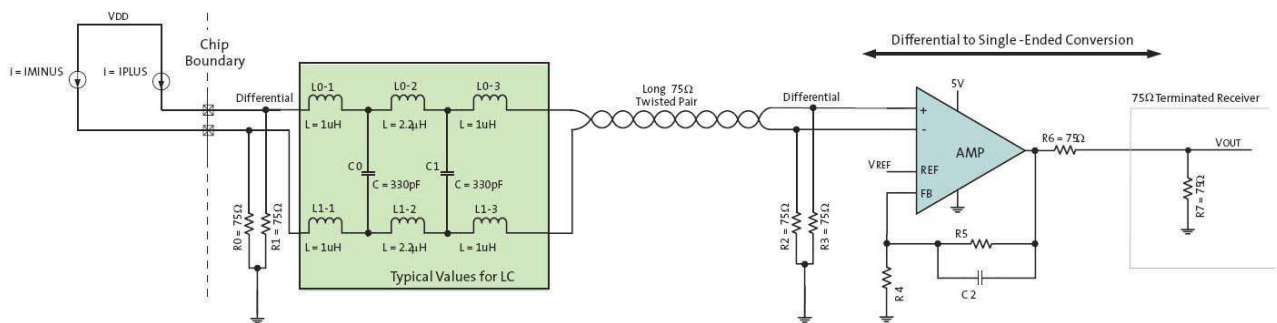 VDD
i = IMINUS
i = IPLUS
Chip
Boundary
Differential
R0 = 75Ω
R1 = 75Ω
L0-1
L = 1uH
L0-2
L = 2.2µH
L0-3
L = 1uH
C0
C = 330pF
C1
C = 330pF
L1-1
L = 1uH
L1-2
L = 2.2µH
L1-3
L = 1uH
Typical Values for LC
Long 75Ω
Twisted Pair
Differential
R2 = 75Ω
R3 = 75Ω
Differential to Single -Ended Conversion
5V
+
-
AMP
VREF
REF
FB
R4
R5
C2
R6 = 75Ω
75Ω Terminated Receiver
VOUT
R7 = 75Ω